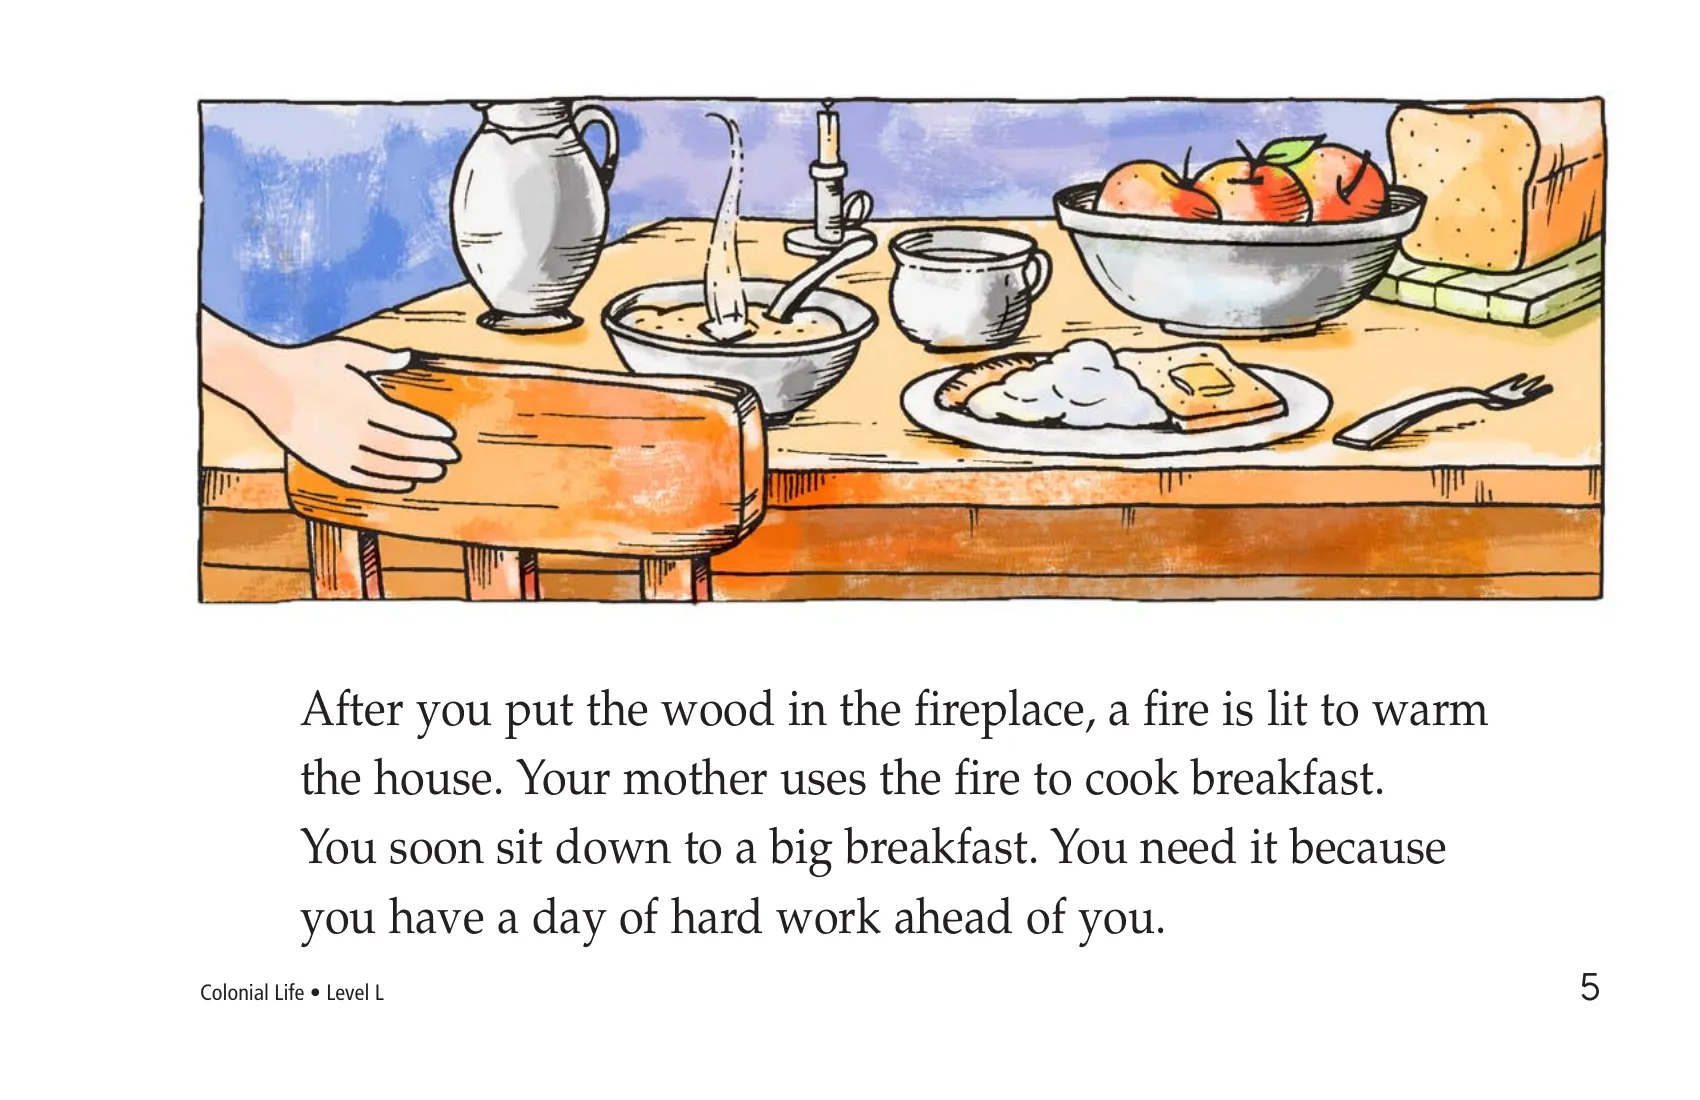 After you put the wood in the fireplace, a fire is lit to warm
the house. Your mother uses the fire to cook breakfast.
You soon sit down to a big breakfast. You need it because
you have a day of hard work ahead of you.
Colonial Life • Level L
5